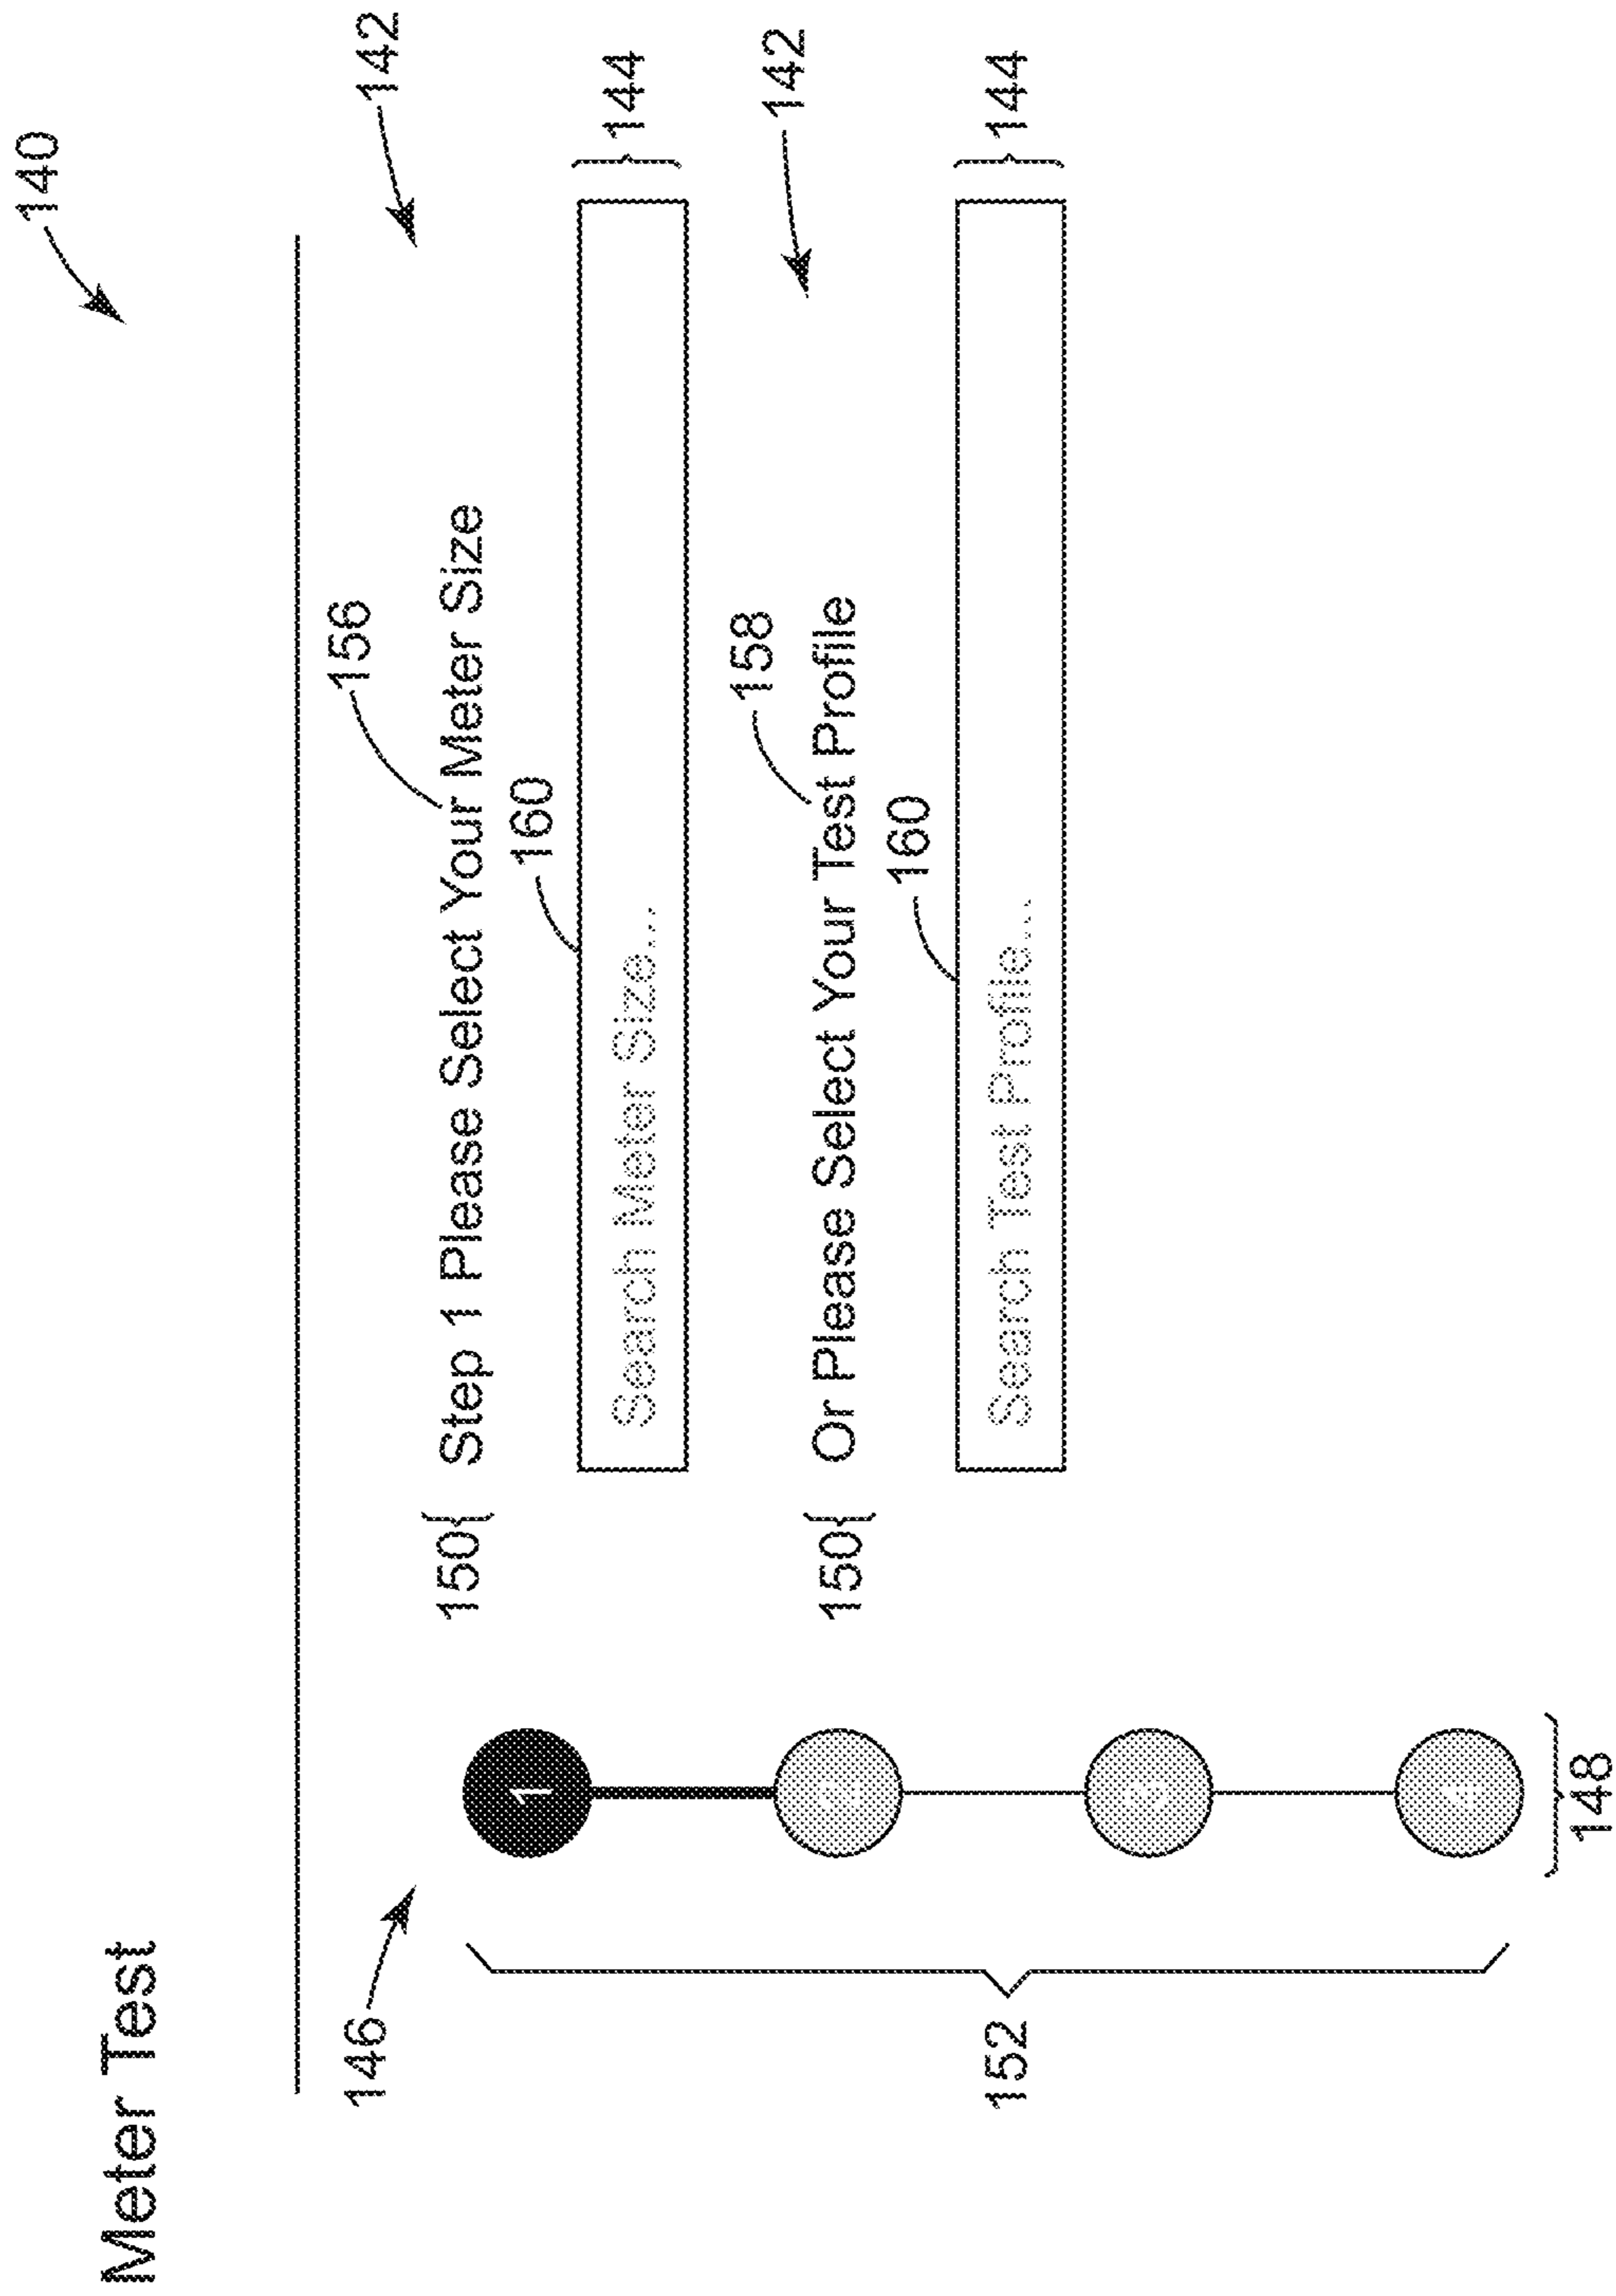 Meter Test
140
146
142
156
150 Step 1 Please Select Your Meter Size
160
Search Meter Size...
144
1
158
142
150 Or Please Select Your Test Profile
160
Search Test Profile...
144
152
148